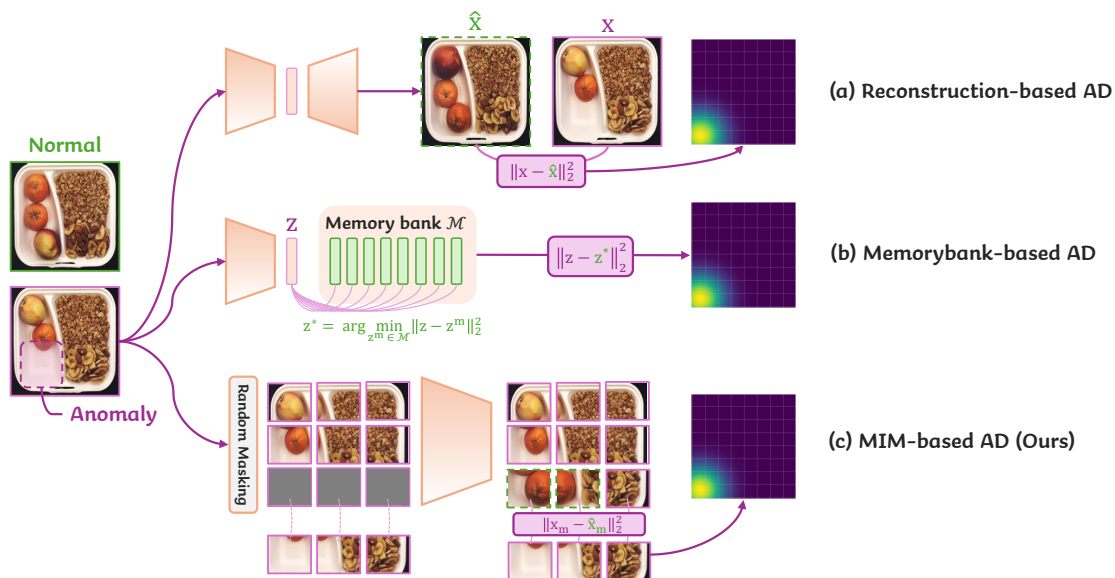 x̂
x
(a) Reconstruction-based AD
‖x − x̂‖₂²
Normal
z
Memory bank ℳ
‖z − z*‖₂²
(b) Memorybank-based AD
z* = arg min ‖z − zᵐ‖₂²
zᵐ ∈ ℳ
Anomaly
Random Masking
(c) MIM-based AD (Ours)
‖xₘ − x̂ₘ‖₂²